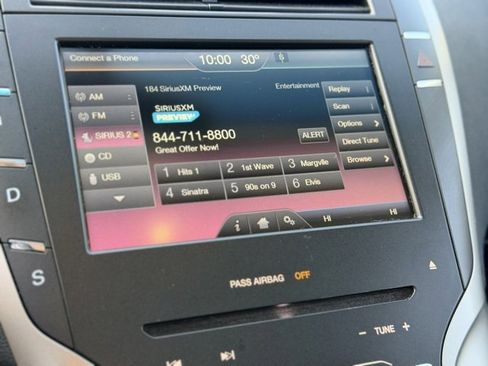 Connect a Phone 10:00 30°
184 SiriusXM Preview Entertainment
AM
FM
SIRIUS 2
CD
USB
SIRIUSXM
PREVIEW
844-711-8800
Great Offer Now!
ALERT
Replay
Scan
Options
Direct Tune
Browse
1 Hits 1 2 1st Wave 3 Margvlle
4 Sinatra 5 90s on 9 6 Elvis
i HI HI
D
S
PASS AIRBAG OFF
− TUNE +